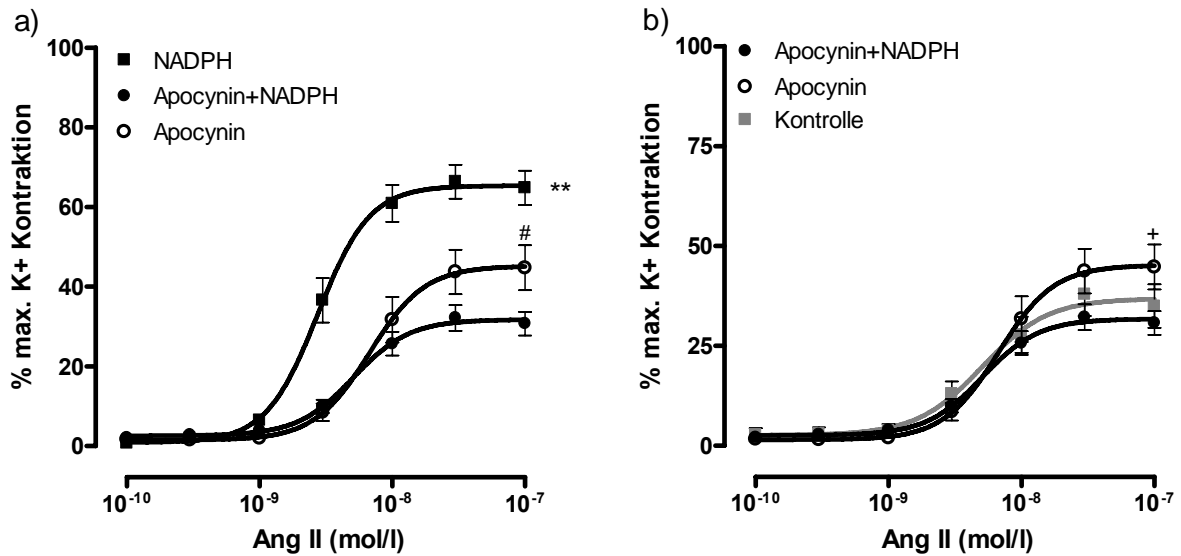 a)
% max. K+ Kontraktion
100
80
60
40
20
0
NADPH
Apocynin+NADPH
Apocynin
**
#
10-10
10-9
10-8
10-7
Ang II (mol/l)
b)
% max. K+ Kontraktion
100
75
50
25
0
Apocynin+NADPH
Apocynin
Kontrolle
+
10-10
10-9
10-8
10-7
Ang II (mol/l)